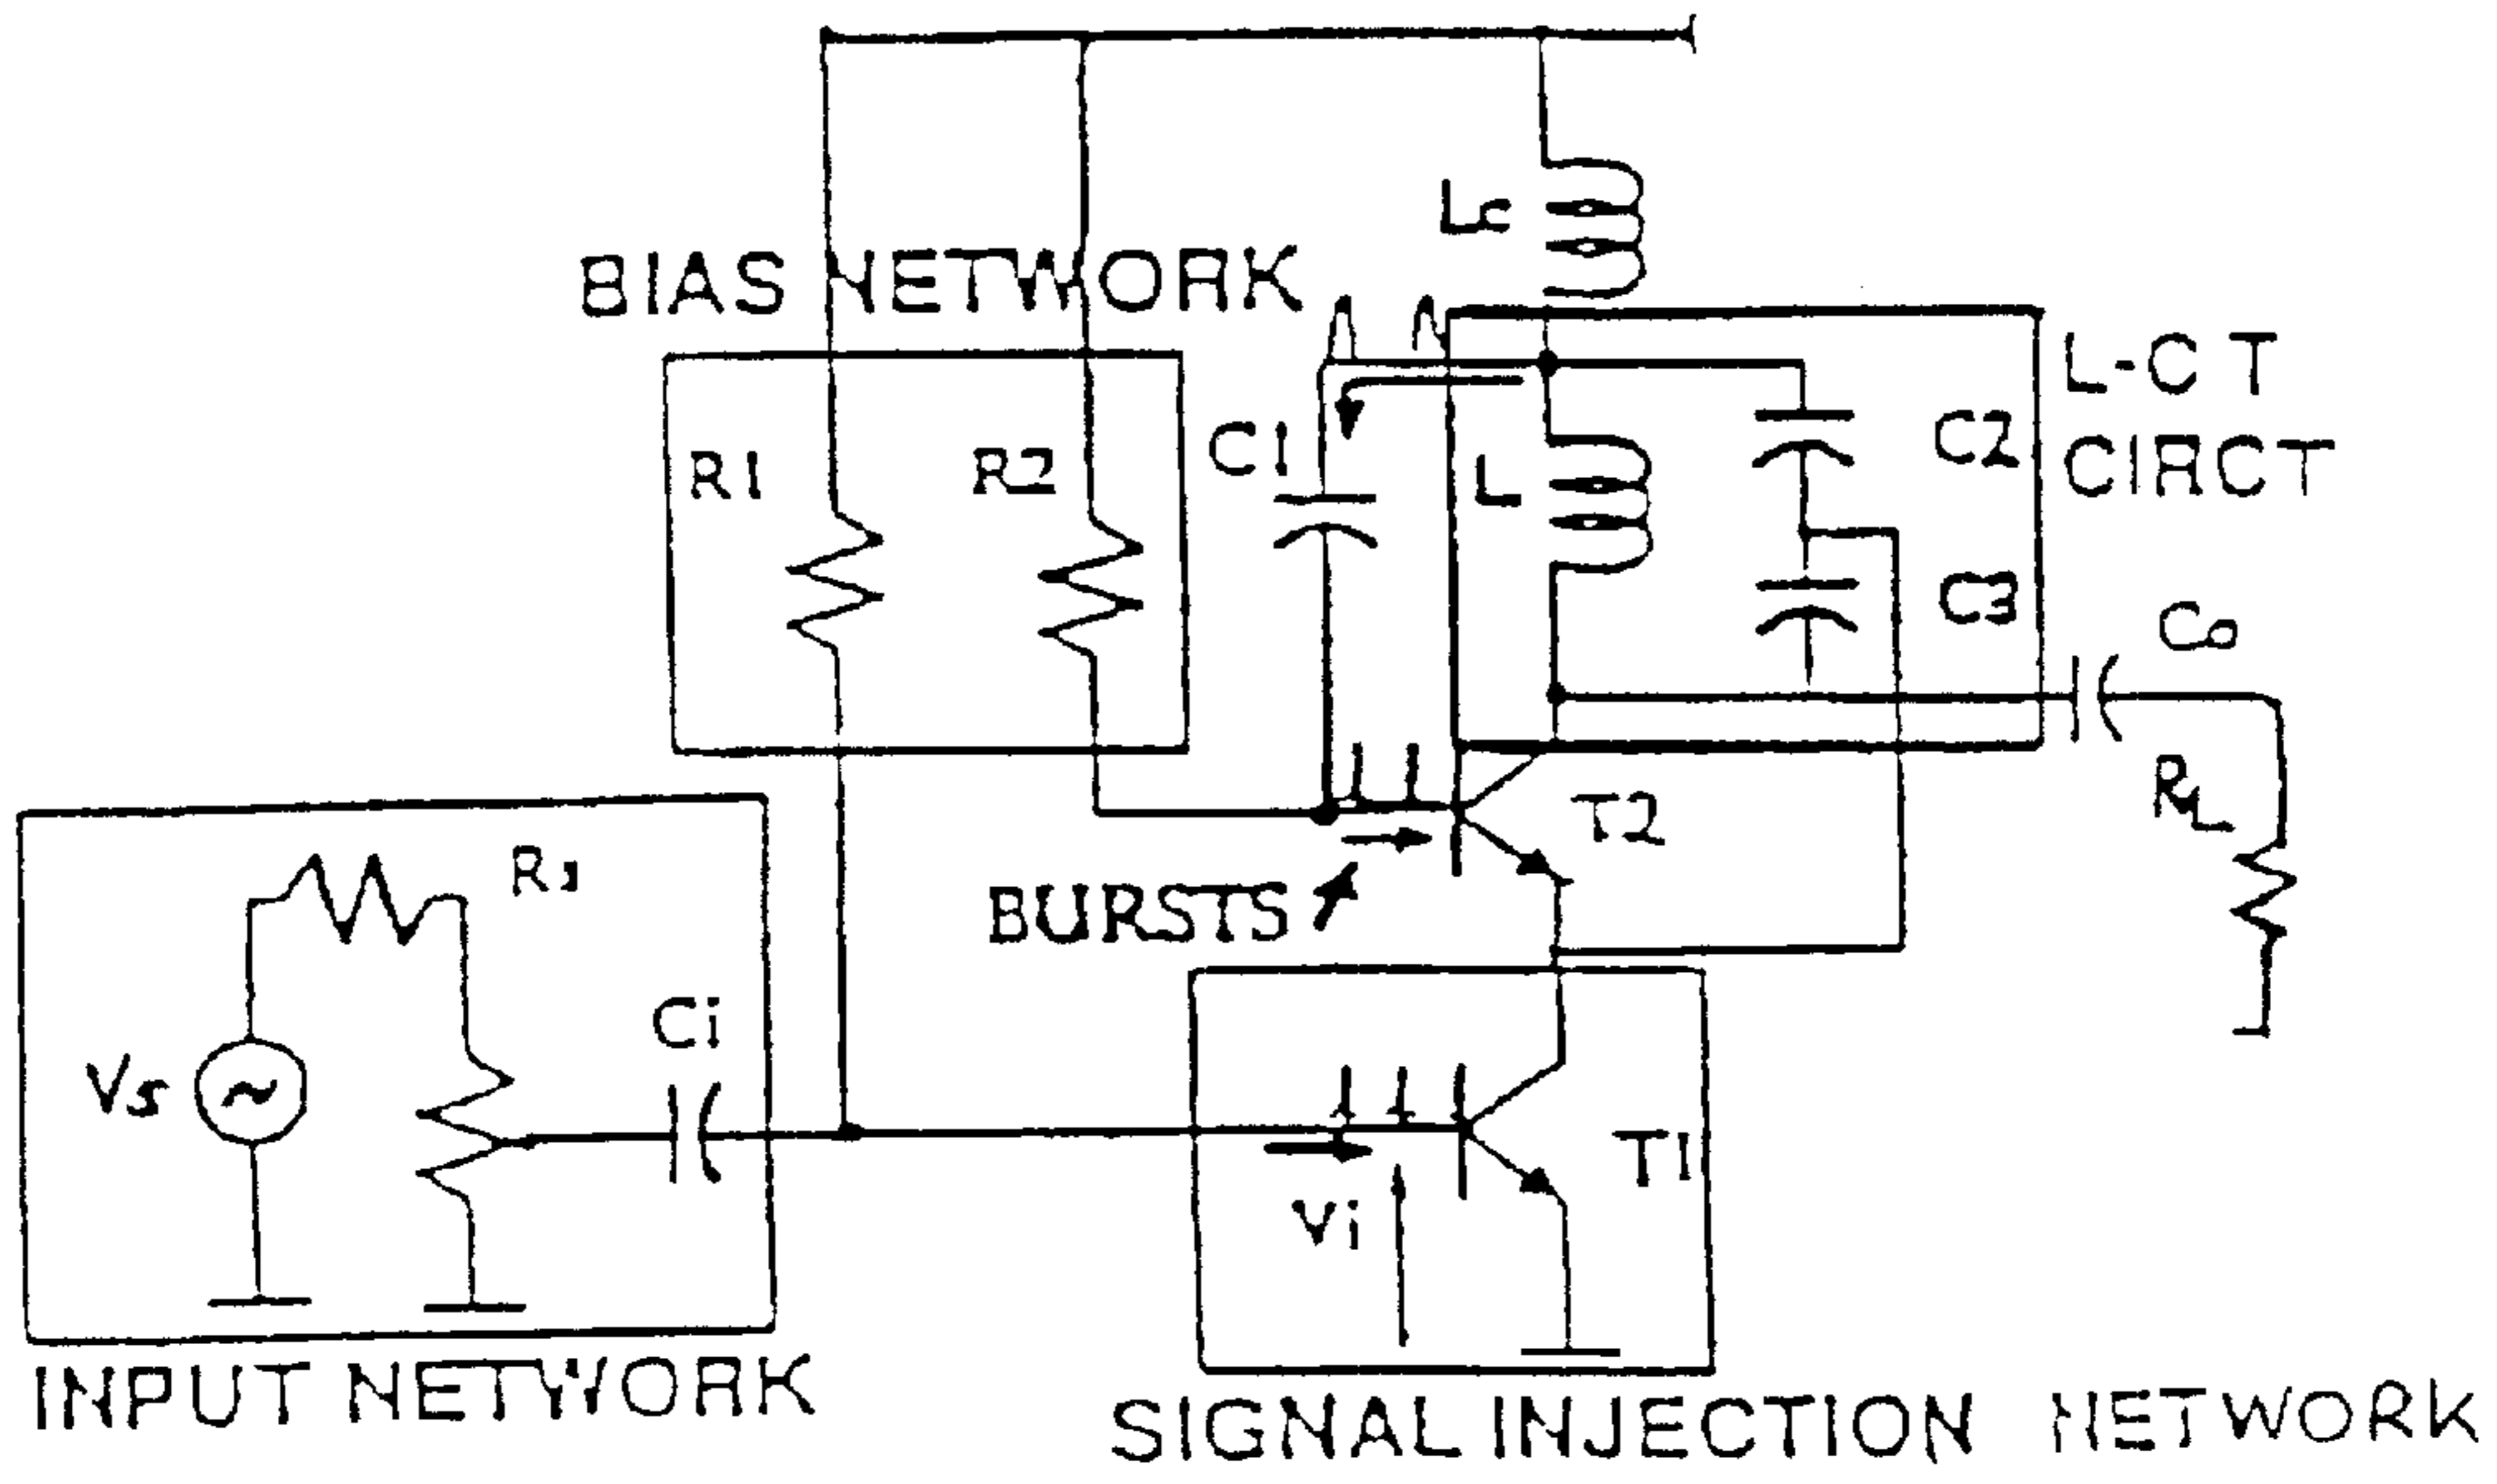 Lc
BIAS NETWORK
L-C T
CIRCT
C1
L
C2
R1
R2
C3
Co
RL
T2
BURSTS
Ci
Vs
T1
Vi
INPUT NETWORK
SIGNAL INJECTION NETWORK